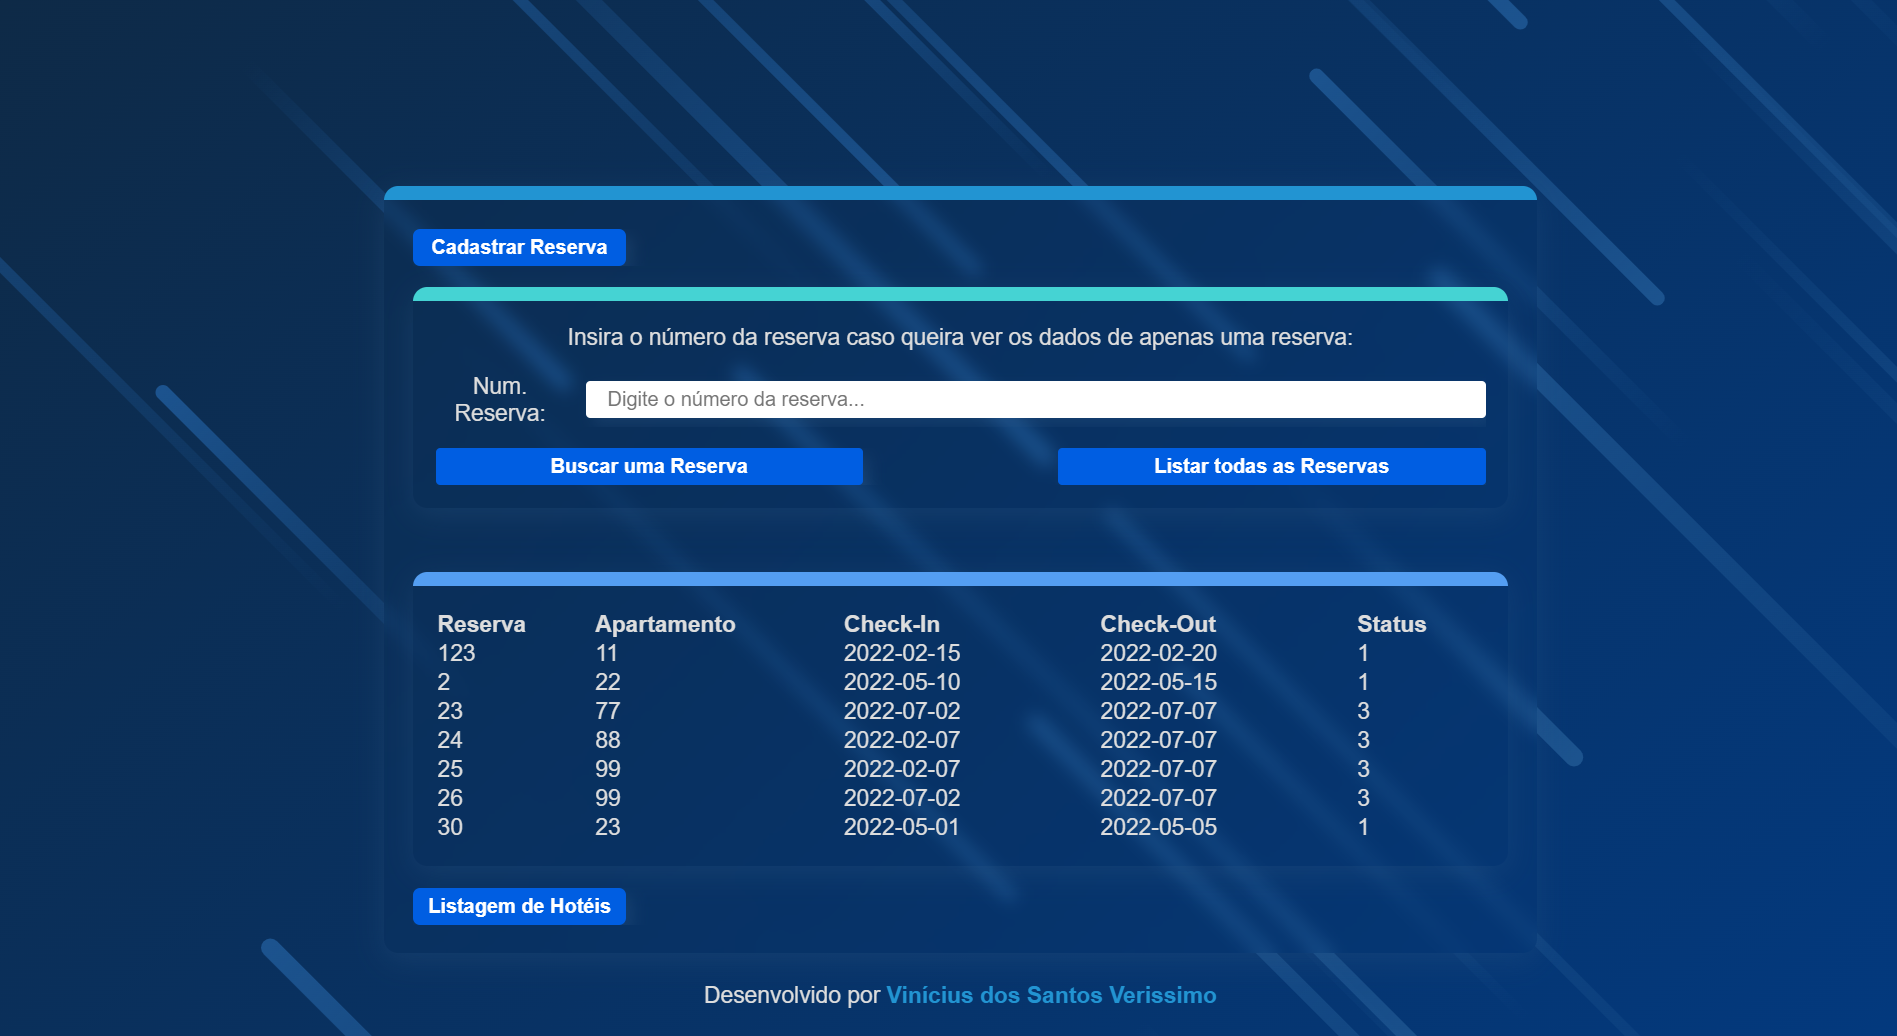 Cadastrar Reserva
Insira o número da reserva caso queira ver os dados de apenas uma reserva:
Num.
Reserva:
Digite o número da reserva...
Buscar uma Reserva Listar todas as Reservas
Reserva Apartamento Check-In Check-Out Status
123 11 2022-02-15 2022-02-20 1
2 22 2022-05-10 2022-05-15 1
23 77 2022-07-02 2022-07-07 3
24 88 2022-02-07 2022-07-07 3
25 99 2022-02-07 2022-07-07 3
26 99 2022-07-02 2022-07-07 3
30 23 2022-05-01 2022-05-05 1
Listagem de Hotéis
Desenvolvido por Vinícius dos Santos Verissimo